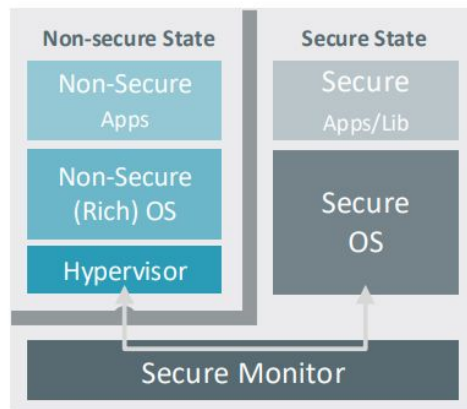 Non-secure State
Non-Secure
Apps
Non-Secure
(Rich) OS
Hypervisor
Secure State
Secure
Apps/Lib
Secure
OS
Secure Monitor